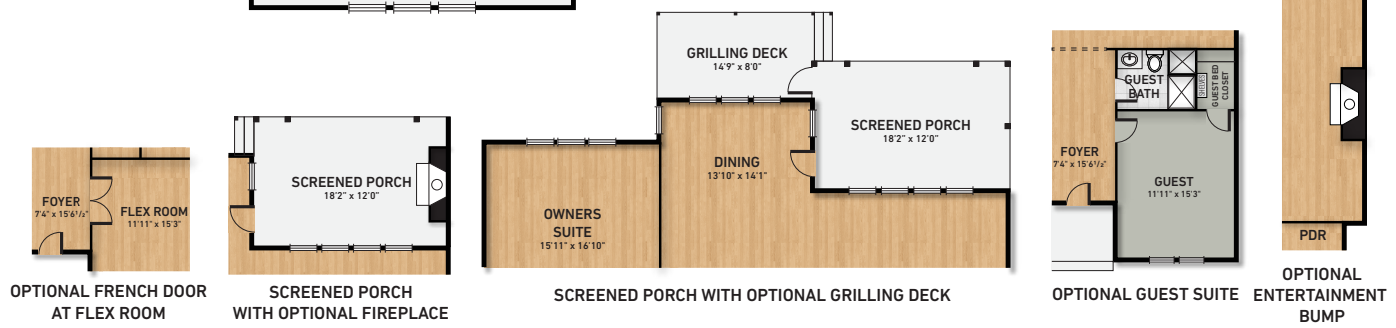 FOYER
7'4" x 15'6½"
FLEX ROOM
11'11" x 15'3"
OPTIONAL FRENCH DOOR
AT FLEX ROOM
SCREENED PORCH
18'2" x 12'0"
SCREENED PORCH
WITH OPTIONAL FIREPLACE
GRILLING DECK
14'9" x 8'0"
SCREENED PORCH
18'2" x 12'0"
DINING
13'10" x 14'1"
OWNERS
SUITE
15'11" x 16'10"
SCREENED PORCH WITH OPTIONAL GRILLING DECK
GUEST
BATH
SHELVES
GUEST BED
CLOSET
FOYER
7'4" x 15'6½"
GUEST
11'11" x 15'3"
OPTIONAL GUEST SUITE
PDR
OPTIONAL
ENTERTAINMENT
BUMP